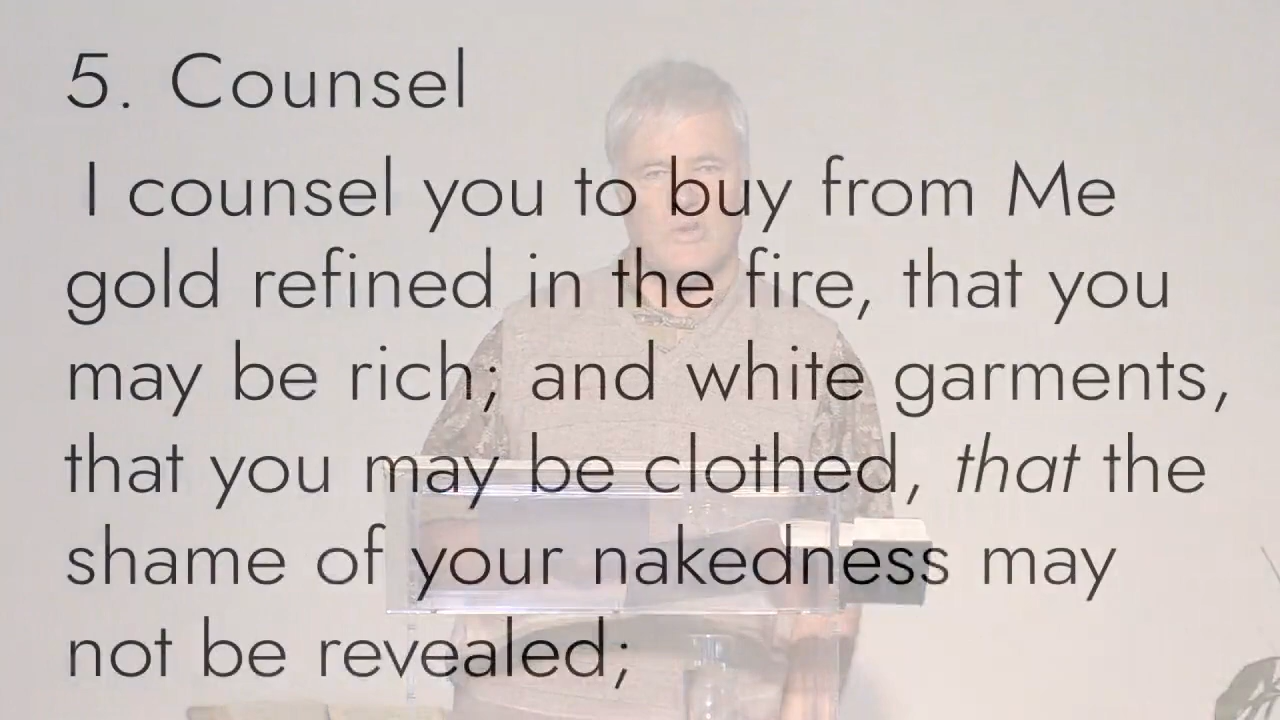 5. Counsel
I counsel you to buy from Me
gold refined in the fire, that you
may be rich; and white garments,
that you may be clothed, that the
shame of your nakedness may
not be revealed;